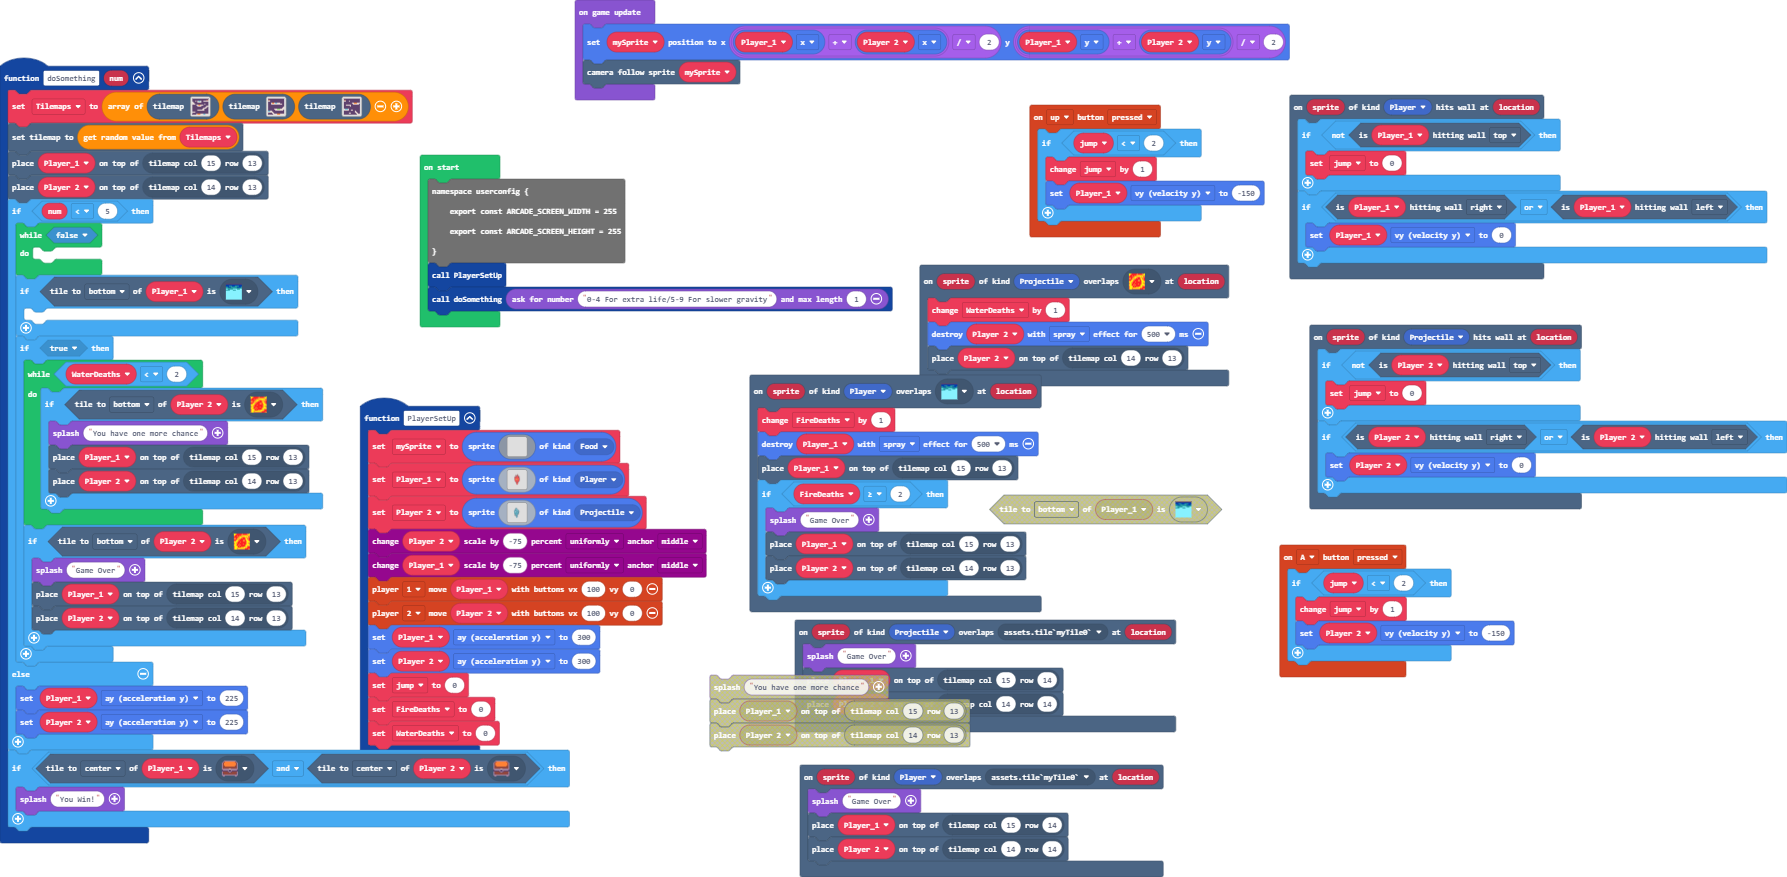 on game update
set mySprite position to x Player_1 x + Player 2 x / 2 y Player_1 y + Player 2 y / 2
camera follow sprite mySprite
function doSomething num
set Tilemaps to array of tilemap tilemap tilemap
set tilemap to get random value from Tilemaps
place Player_1 on top of tilemap col 15 row 13
place Player 2 on top of tilemap col 14 row 13
if num < 5 then
while false
do
if tile to bottom of Player_1 is then
if true then
while WaterDeaths < 2
do
if tile to bottom of Player 2 is then
splash "You have one more chance"
place Player_1 on top of tilemap col 15 row 13
place Player 2 on top of tilemap col 14 row 13
if tile to bottom of Player 2 is then
splash "Game Over"
place Player_1 on top of tilemap col 15 row 13
place Player 2 on top of tilemap col 14 row 13
else
set Player_1 ay (acceleration y) to 225
set Player 2 ay (acceleration y) to 225
if tile to center of Player_1 is and tile to center of Player 2 is then
splash "You Win!"
on start
namespace userconfig {
export const ARCADE_SCREEN_WIDTH = 255
export const ARCADE_SCREEN_HEIGHT = 255
}
call PlayerSetUp
call doSomething ask for number "0-4 For extra life/5-9 For slower gravity" and max length 1
function PlayerSetUp
set mySprite to sprite of kind Food
set Player_1 to sprite of kind Player
set Player 2 to sprite of kind Projectile
change Player 2 scale by -75 percent uniformly anchor middle
change Player_1 scale by -75 percent uniformly anchor middle
player 1 move Player_1 with buttons vx 100 vy 0
player 2 move Player 2 with buttons vx 100 vy 0
set Player_1 ay (acceleration y) to 300
set Player 2 ay (acceleration y) to 300
set jump to 0
set FireDeaths to 0
set WaterDeaths to 0
on up button pressed
if jump < 2 then
change jump by 1
set Player_1 vy (velocity y) to -150
on sprite of kind Projectile overlaps at location
change WaterDeaths by 1
destroy Player 2 with spray effect for 500 ms
place Player 2 on top of tilemap col 14 row 13
on sprite of kind Player overlaps at location
change FireDeaths by 1
destroy Player_1 with spray effect for 500 ms
place Player_1 on top of tilemap col 15 row 13
if FireDeaths ≥ 2 then
splash "Game Over"
place Player_1 on top of tilemap col 15 row 13
place Player 2 on top of tilemap col 14 row 13
tile to bottom of Player_1 is
on sprite of kind Projectile overlaps assets.tile`myTile0` at location
splash "Game Over"
on top of tilemap col 15 row 14
col 14 row 14
splash "You have one more chance"
place Player_1 on top of tilemap col 15 row 13
place Player 2 on top of tilemap col 14 row 13
on sprite of kind Player overlaps assets.tile`myTile0` at location
splash "Game Over"
place Player_1 on top of tilemap col 15 row 14
place Player 2 on top of tilemap col 14 row 14
on sprite of kind Player hits wall at location
if not is Player_1 hitting wall top then
set jump to 0
if is Player_1 hitting wall right or is Player_1 hitting wall left then
set Player_1 vy (velocity y) to 0
on sprite of kind Projectile hits wall at location
if not is Player 2 hitting wall top then
set jump to 0
if is Player 2 hitting wall right or is Player 2 hitting wall left then
set Player 2 vy (velocity y) to 0
on A button pressed
if jump < 2 then
change jump by 1
set Player 2 vy (velocity y) to -150